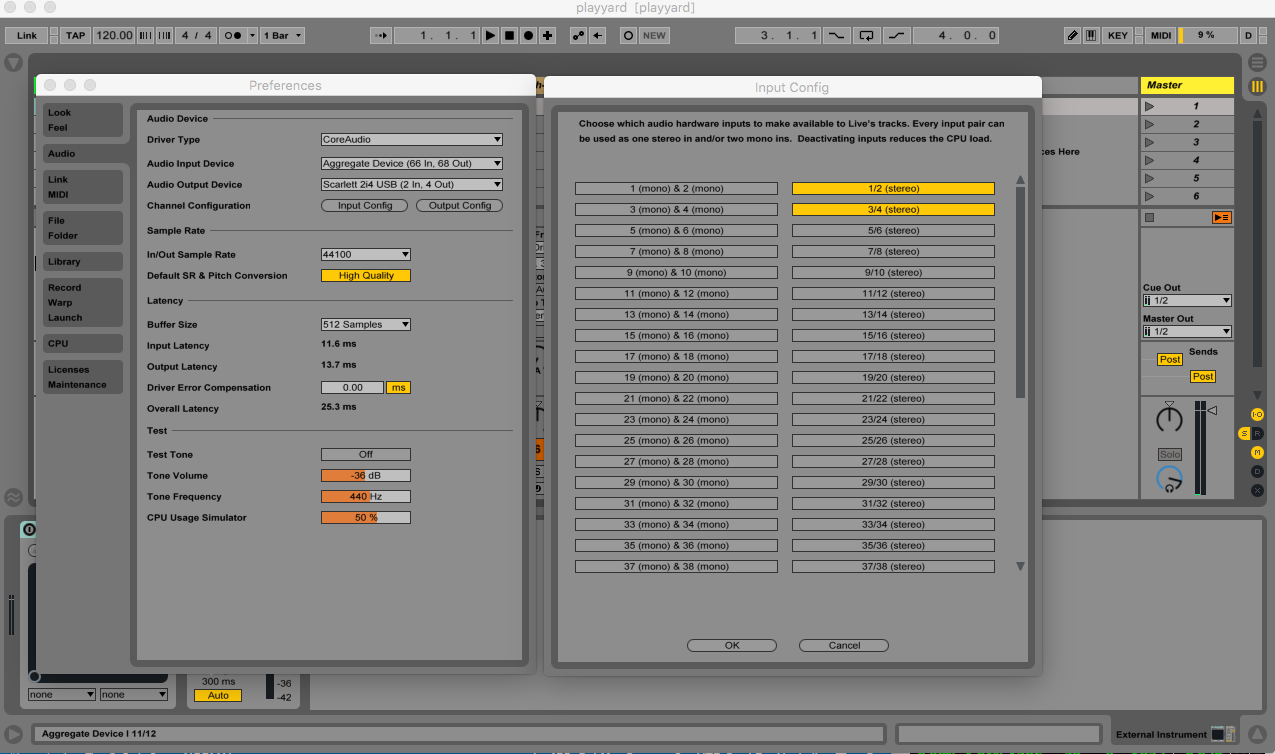 playyard [playyard]
Link TAP 120.00 4 / 4 1 Bar 1. 1. 1 NEW 3. 1. 1 4. 0. 0 KEY MIDI 9 % D
Preferences
Look
Feel
Audio
Link
MIDI
File
Folder
Library
Record
Warp
Launch
CPU
Licenses
Maintenance
Audio Device
Driver Type CoreAudio
Audio Input Device Aggregate Device (66 In, 68 Out)
Audio Output Device Scarlett 2i4 USB (2 In, 4 Out)
Channel Configuration Input Config Output Config
Sample Rate
In/Out Sample Rate 44100
Default SR & Pitch Conversion High Quality
Latency
Buffer Size 512 Samples
Input Latency 11.6 ms
Output Latency 13.7 ms
Driver Error Compensation 0.00 ms
Overall Latency 25.3 ms
Test
Test Tone Off
Tone Volume -36 dB
Tone Frequency 440 Hz
CPU Usage Simulator 50 %
Input Config
Choose which audio hardware inputs to make available to Live's tracks. Every input pair can
be used as one stereo in and/or two mono ins. Deactivating inputs reduces the CPU load.
1 (mono) & 2 (mono) 1/2 (stereo)
3 (mono) & 4 (mono) 3/4 (stereo)
5 (mono) & 6 (mono) 5/6 (stereo)
7 (mono) & 8 (mono) 7/8 (stereo)
9 (mono) & 10 (mono) 9/10 (stereo)
11 (mono) & 12 (mono) 11/12 (stereo)
13 (mono) & 14 (mono) 13/14 (stereo)
15 (mono) & 16 (mono) 15/16 (stereo)
17 (mono) & 18 (mono) 17/18 (stereo)
19 (mono) & 20 (mono) 19/20 (stereo)
21 (mono) & 22 (mono) 21/22 (stereo)
23 (mono) & 24 (mono) 23/24 (stereo)
25 (mono) & 26 (mono) 25/26 (stereo)
27 (mono) & 28 (mono) 27/28 (stereo)
29 (mono) & 30 (mono) 29/30 (stereo)
31 (mono) & 32 (mono) 31/32 (stereo)
33 (mono) & 34 (mono) 33/34 (stereo)
35 (mono) & 36 (mono) 35/36 (stereo)
37 (mono) & 38 (mono) 37/38 (stereo)
OK Cancel
ces Here
Master
1
2
3
4
5
6
Cue Out
1/2
Master Out
1/2
Sends
Post
Post
Solo
I·O
S R
M
D
X
none none
300 ms
Auto
-36
-42
Aggregate Device I 11/12
External Instrument